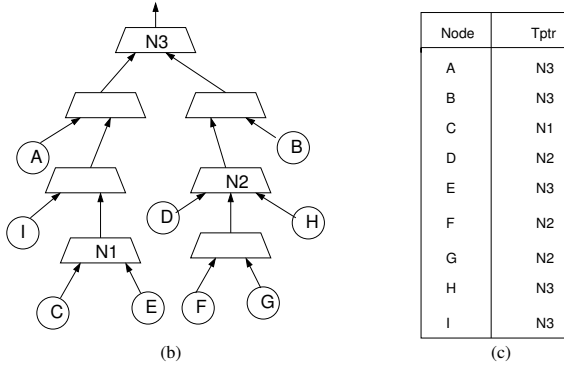 N3
A
B
I
N2
D
H
N1
C
E
F
G
(b)
Node Tptr
A N3
B N3
C N1
D N2
E N3
F N2
G N2
H N3
I N3
(c)